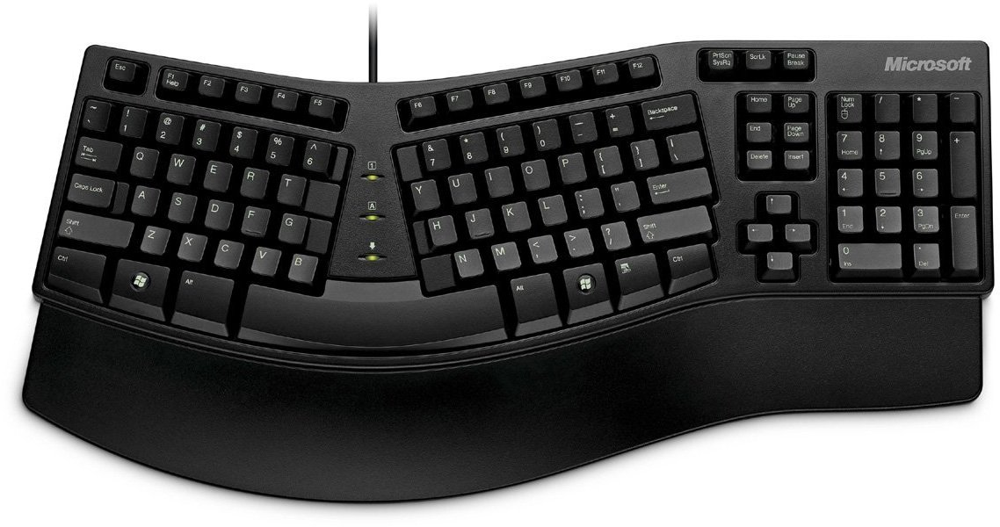 Microsoft
Esc
F1
Help
F2
F3
F4
F5
F6
F7
F8
F9
F10
F11
F12
PrtScn
SysRq
ScrLk
Pause
Break
~
`
!
1
@
2
#
3
$
4
%
5
^
6
&
7
*
8
(
9
)
0
_
-
+
=
Backspace
Home
Page
Up
Num
Lock
/
*
-
Tab
Q
W
E
R
T
Y
U
I
O
P
{
[
}
]
|
\
End
Page
Down
7
Home
8
9
PgUp
+
Caps Lock
A
S
D
F
G
H
J
K
L
:
;
"
'
Enter
Delete
Insert
4
5
6
Shift
Z
X
C
V
B
N
M
<
,
>
.
?
/
Shift
1
End
2
3
PgDn
Enter
Ctrl
Alt
Alt
Ctrl
0
Ins
.
Del
1
A